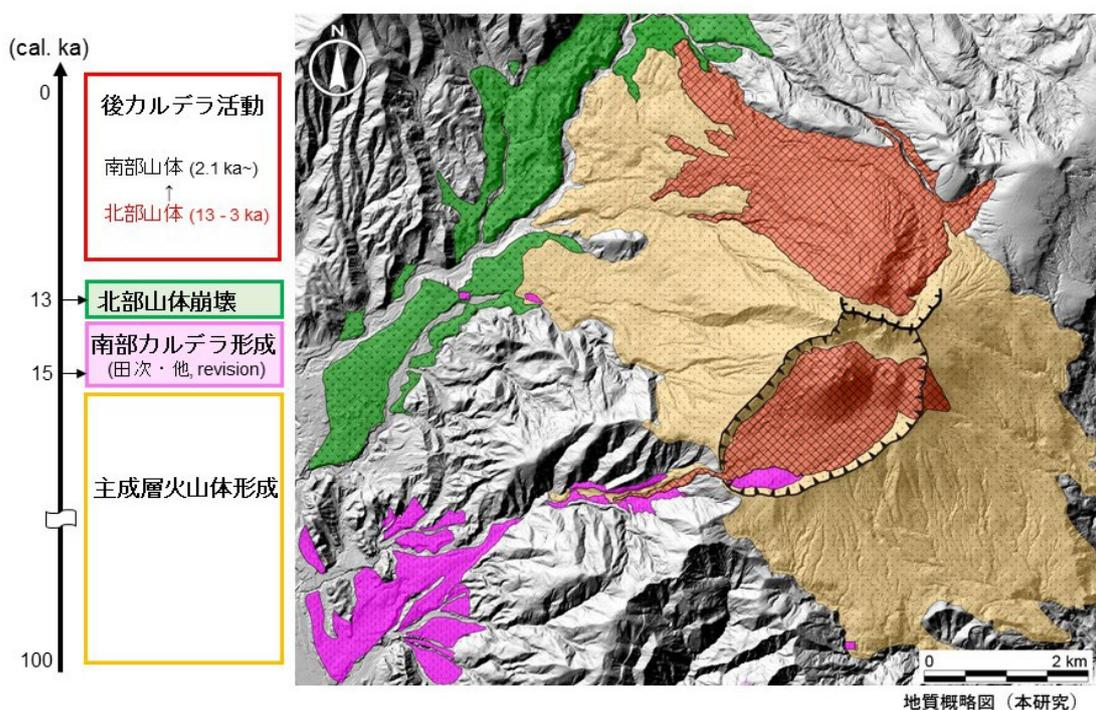 (cal. ka)
0
後カルデラ活動
南部山体 (2.1 ka~)
↑
北部山体 (13 - 3 ka)
13
北部山体崩壊
南部カルデラ形成
(田次・他, revision)
15
主成層火山体形成
100
N
0 2 km
地質概略図（本研究）